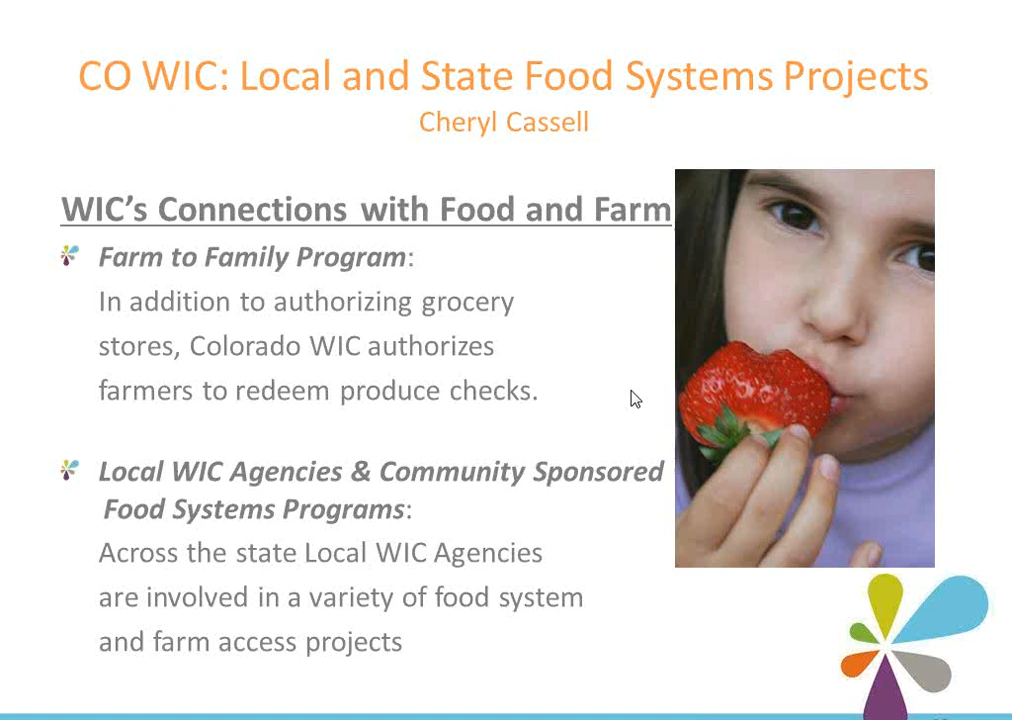 CO WIC: Local and State Food Systems Projects
Cheryl Cassell
WIC's Connections with Food and Farm
Farm to Family Program:
In addition to authorizing grocery
stores, Colorado WIC authorizes
farmers to redeem produce checks.
Local WIC Agencies & Community Sponsored
Food Systems Programs:
Across the state Local WIC Agencies
are involved in a variety of food system
and farm access projects